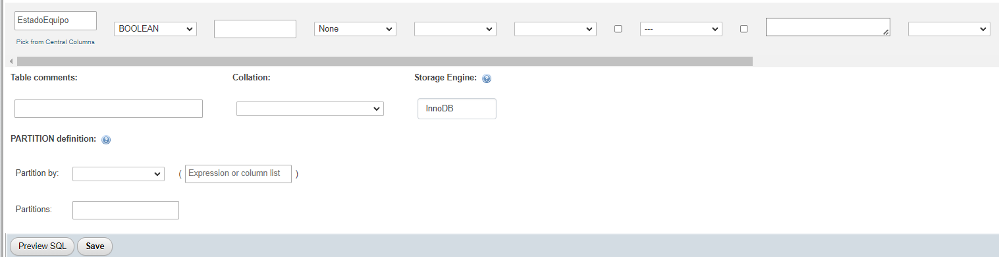 EstadoEquipo
BOOLEAN
None
---
Pick from Central Columns
Table comments:
Collation:
Storage Engine:
InnoDB
PARTITION definition:
Partition by:
( Expression or column list )
Partitions:
Preview SQL
Save